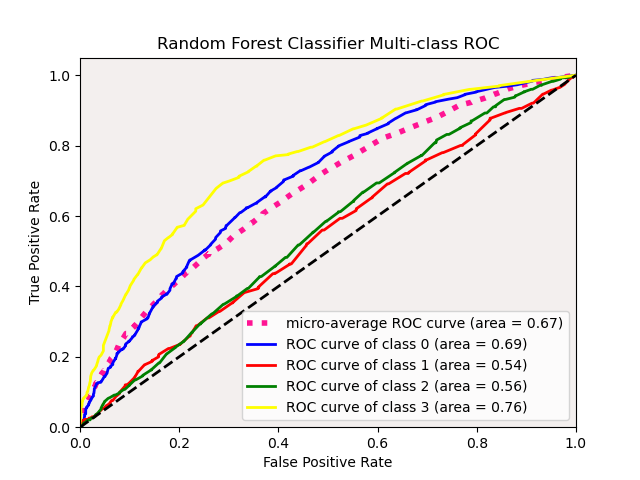 Random Forest Classifier Multi-class ROC
True Positive Rate
1.0
0.8
0.6
0.4
0.2
0.0
micro-average ROC curve (area = 0.67)
ROC curve of class 0 (area = 0.69)
ROC curve of class 1 (area = 0.54)
ROC curve of class 2 (area = 0.56)
ROC curve of class 3 (area = 0.76)
0.0 0.2 0.4 0.6 0.8 1.0
False Positive Rate